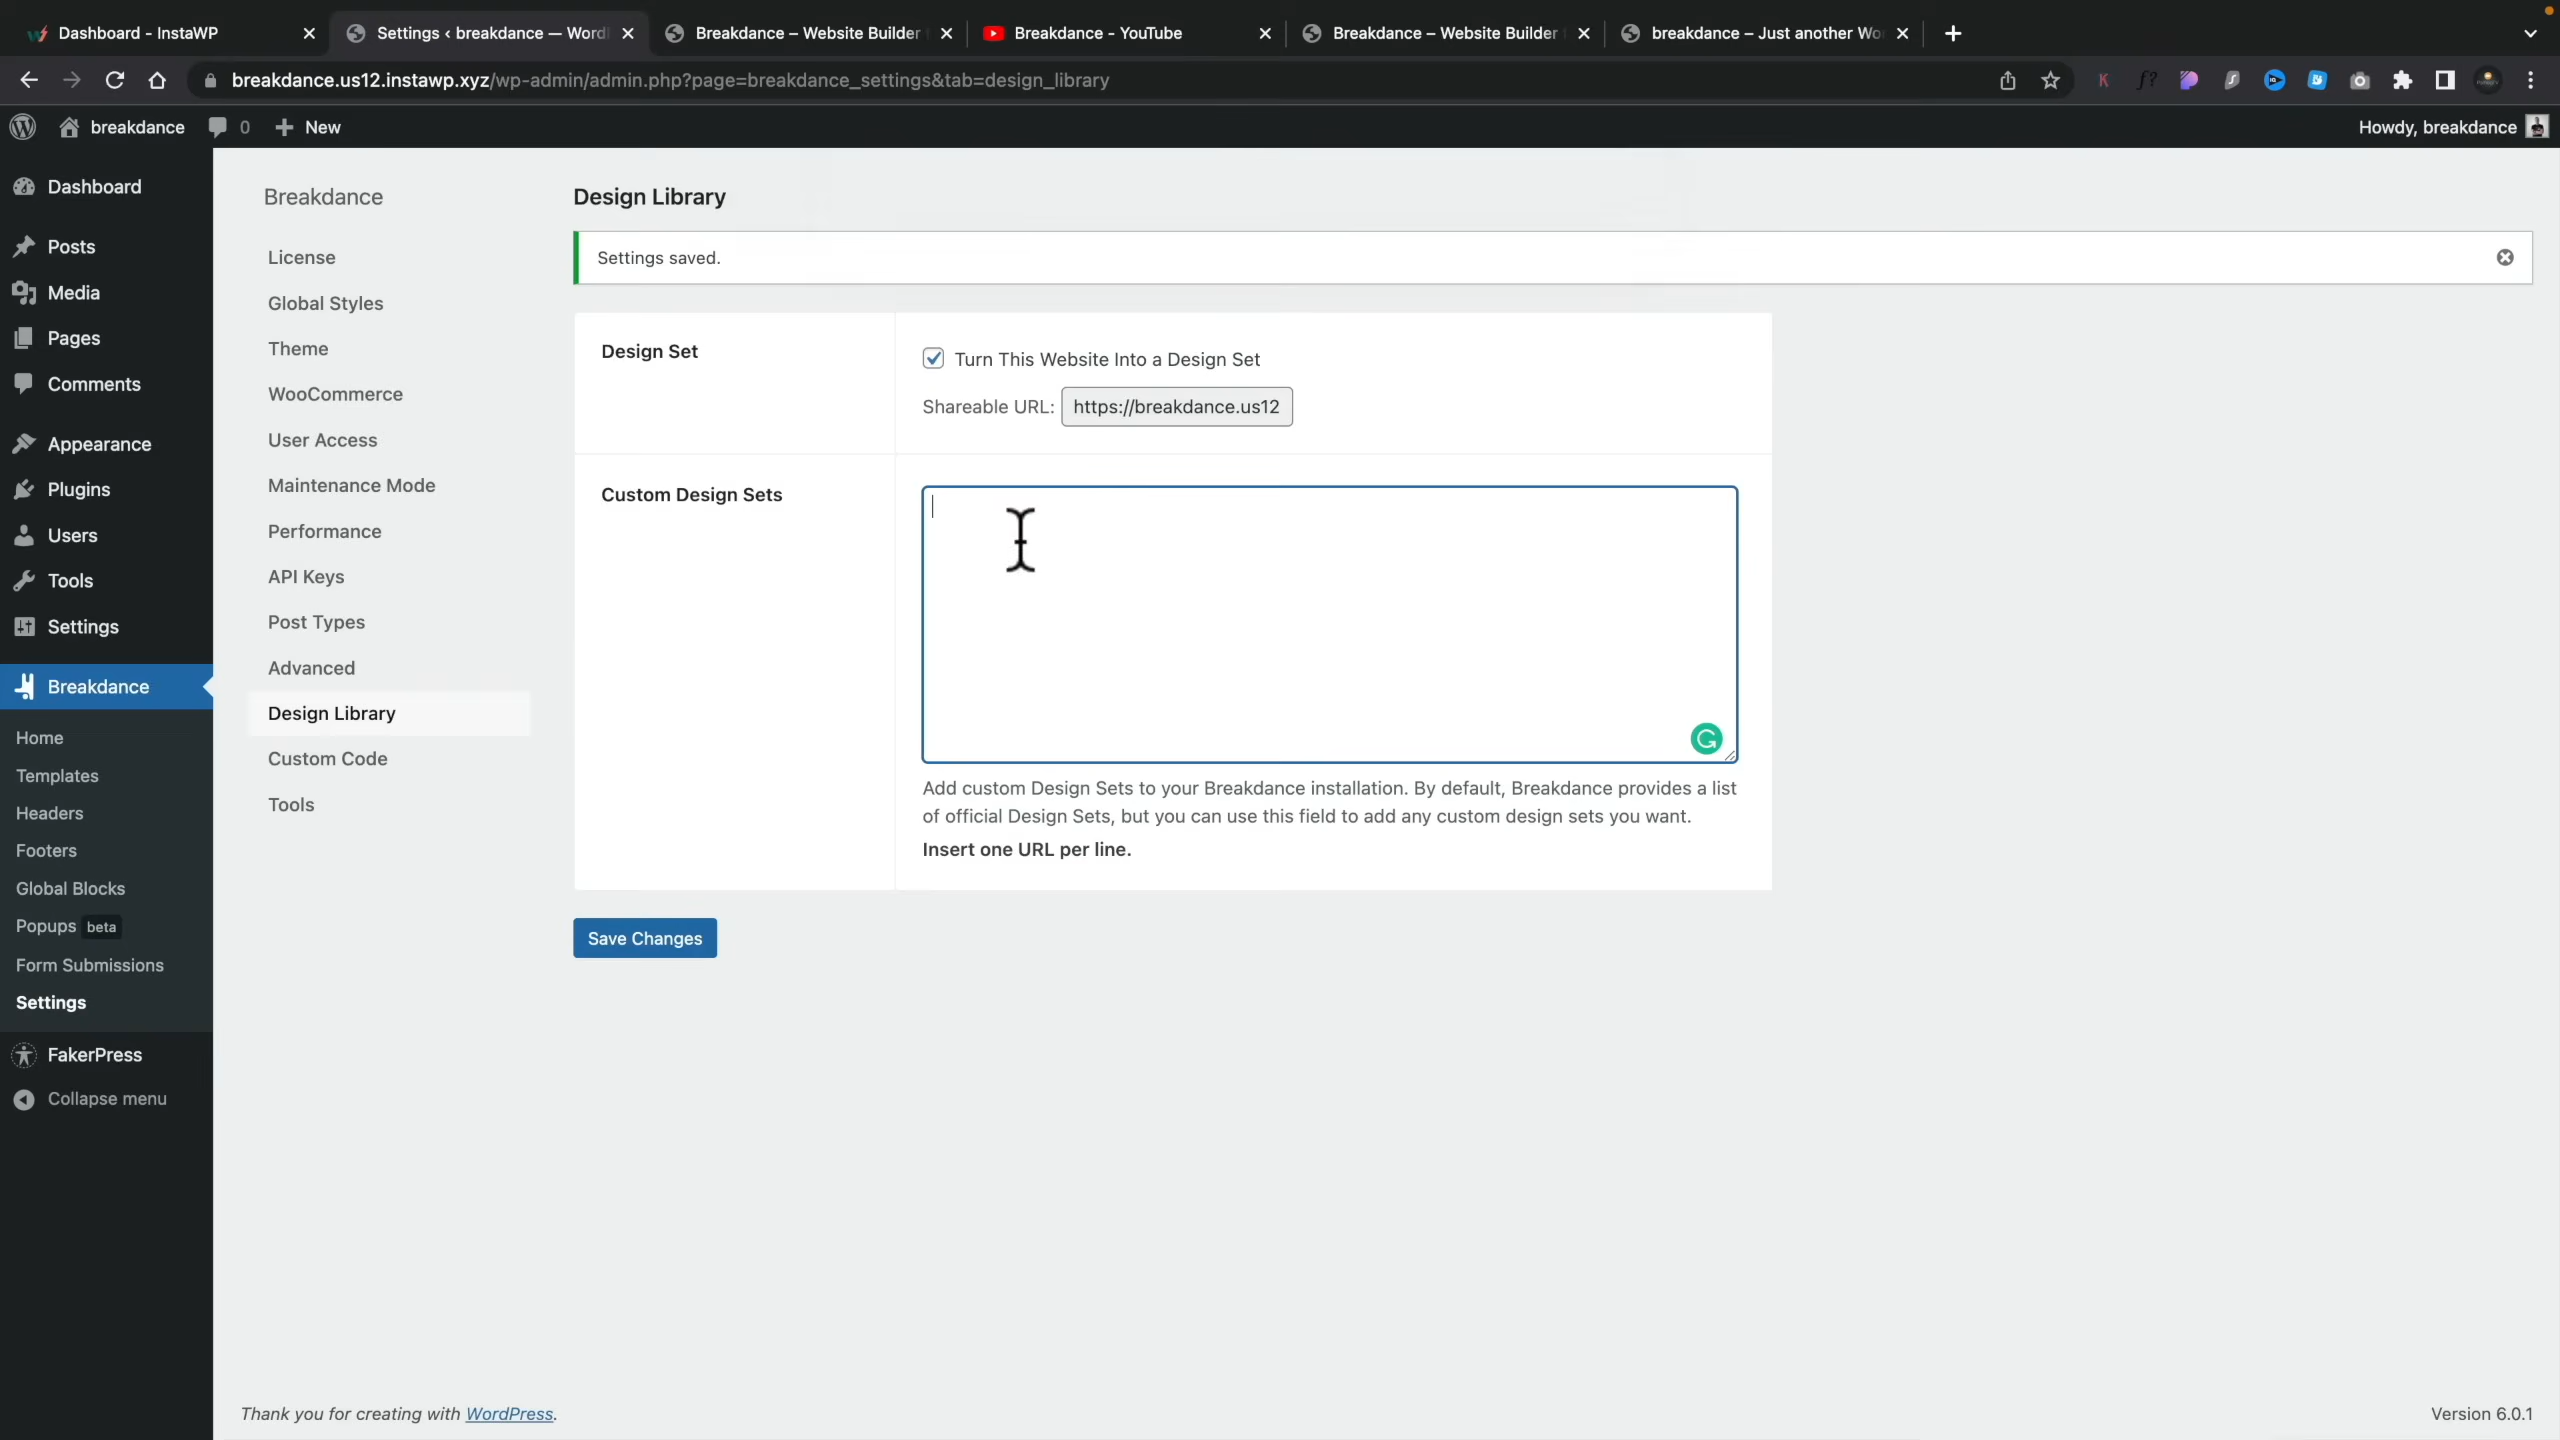 Dashboard - InstaWP
Settings ‹ breakdance — Word
Breakdance – Website Builder
Breakdance - YouTube
Breakdance – Website Builder
breakdance – Just another Wo
breakdance.us12.instawp.xyz/wp-admin/admin.php?page=breakdance_settings&tab=design_library
breakdance
0
New
Howdy, breakdance
Dashboard
Posts
Media
Pages
Comments
Appearance
Plugins
Users
Tools
Settings
Breakdance
Home
Templates
Headers
Footers
Global Blocks
Popups beta
Form Submissions
Settings
FakerPress
Collapse menu
Breakdance
License
Global Styles
Theme
WooCommerce
User Access
Maintenance Mode
Performance
API Keys
Post Types
Advanced
Design Library
Custom Code
Tools
Design Library
Settings saved.
Design Set
Turn This Website Into a Design Set
Shareable URL: https://breakdance.us12
Custom Design Sets
Add custom Design Sets to your Breakdance installation. By default, Breakdance provides a list
of official Design Sets, but you can use this field to add any custom design sets you want.
Insert one URL per line.
Save Changes
Thank you for creating with WordPress.
Version 6.0.1